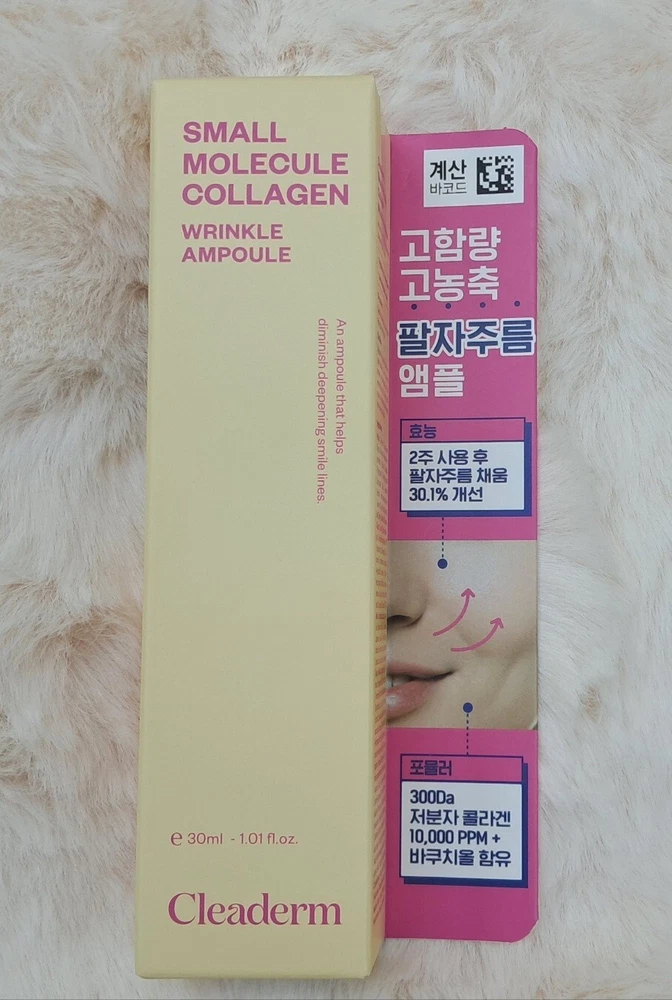 SMALL
MOLECULE
COLLAGEN
WRINKLE
AMPOULE
An ampoule that helps
diminish deepening smile lines.
℮ 30ml - 1.01 fl.oz.
Cleaderm
계산
바코드
고함량
고농축
팔자주름
앰플
효능
2주 사용 후
팔자주름 채움
30.1% 개선
포뮬러
300Da
저분자 콜라겐
10,000 PPM +
바쿠치올 함유